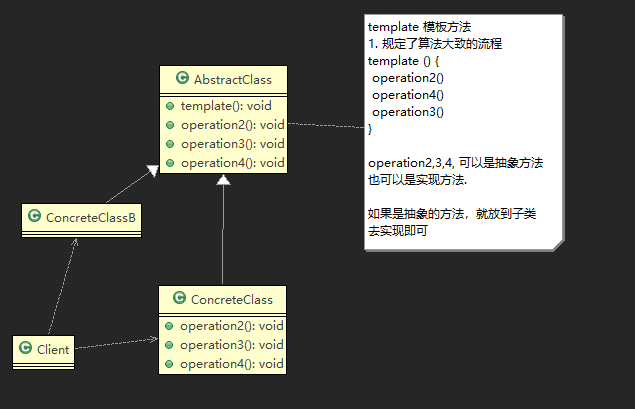 template 模板方法
1. 规定了算法大致的流程
template () {
operation2()
operation4()
operation3()
}
operation2,3,4, 可以是抽象方法
也可以是实现方法.
如果是抽象的方法，就放到子类
去实现即可
AbstractClass
template(): void
operation2(): void
operation3(): void
operation4(): void
ConcreteClassB
ConcreteClass
operation2(): void
operation3(): void
operation4(): void
Client